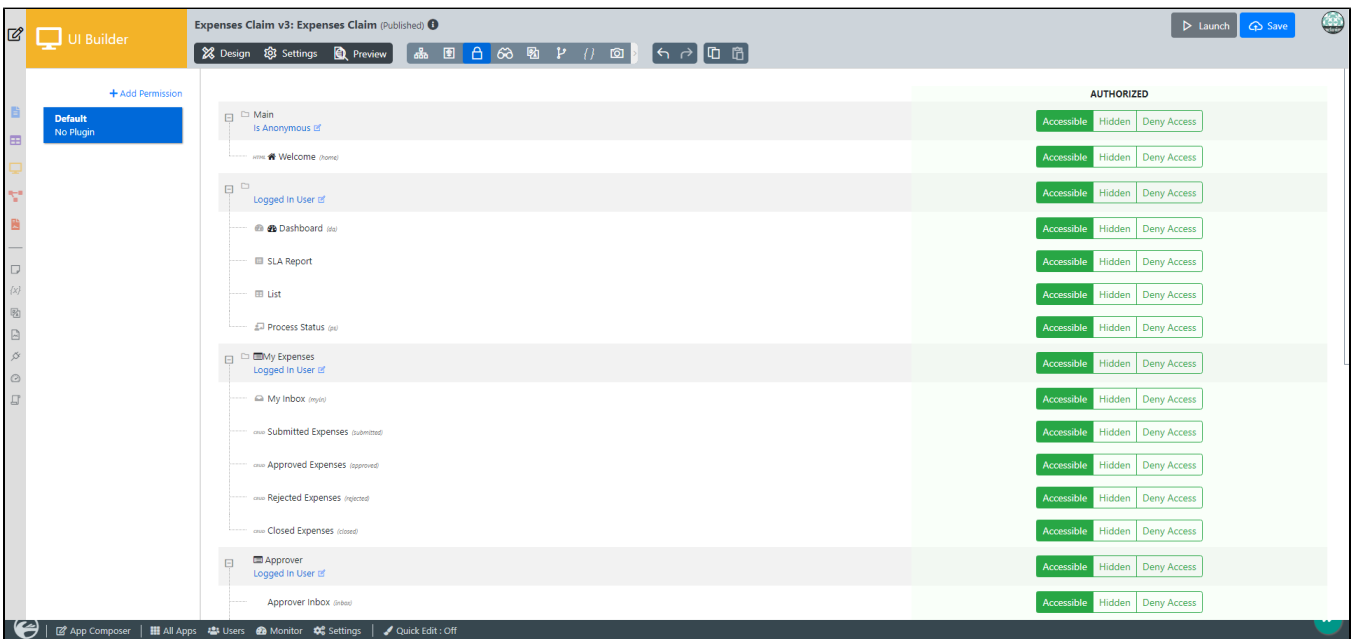 Expenses Claim v3: Expenses Claim (Published)
Launch
Save
UI Builder
Design Settings Preview
+ Add Permission
Default
No Plugin
AUTHORIZED
Main
Is Anonymous
Accessible Hidden Deny Access
HTML Welcome (home)
Accessible Hidden Deny Access
Logged In User
Accessible Hidden Deny Access
Dashboard (da)
Accessible Hidden Deny Access
SLA Report
Accessible Hidden Deny Access
List
Accessible Hidden Deny Access
Process Status (ps)
Accessible Hidden Deny Access
My Expenses
Logged In User
Accessible Hidden Deny Access
My Inbox (myin)
Accessible Hidden Deny Access
CRUD Submitted Expenses (submitted)
Accessible Hidden Deny Access
CRUD Approved Expenses (approved)
Accessible Hidden Deny Access
CRUD Rejected Expenses (rejected)
Accessible Hidden Deny Access
CRUD Closed Expenses (closed)
Accessible Hidden Deny Access
Approver
Logged In User
Accessible Hidden Deny Access
Approver Inbox (inbox)
Accessible Hidden Deny Access
App Composer All Apps Users Monitor Settings Quick Edit : Off